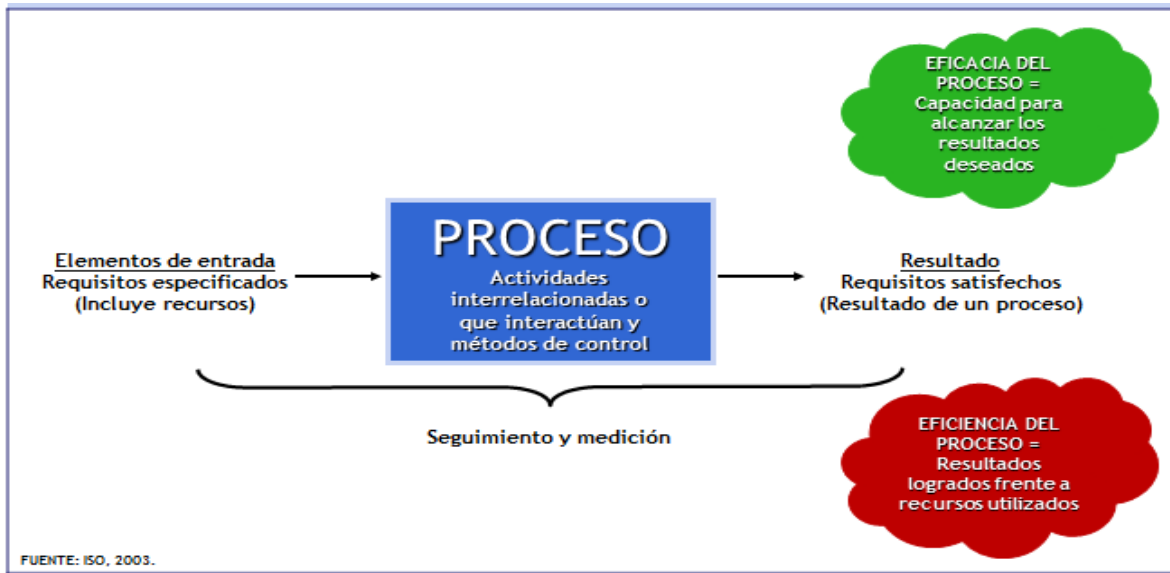 EFICACIA DEL
PROCESO =
Capacidad para
alcanzar los
resultados
deseados
Elementos de entrada
Requisitos especificados
(Incluye recursos)
PROCESO
Actividades
interrelacionadas o
que interactúan y
métodos de control
Resultado
Requisitos satisfechos
(Resultado de un proceso)
Seguimiento y medición
EFICIENCIA DEL
PROCESO =
Resultados
logrados frente a
recursos utilizados
FUENTE: ISO, 2003.